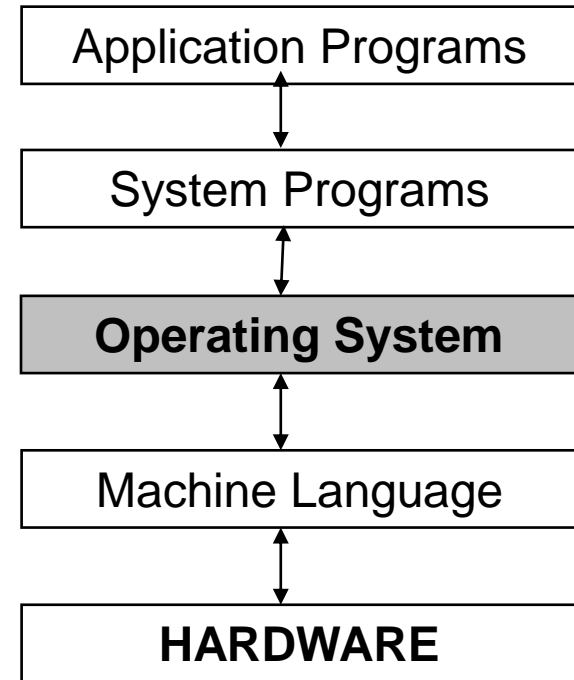 Application Programs
System Programs
Operating System
Machine Language
HARDWARE